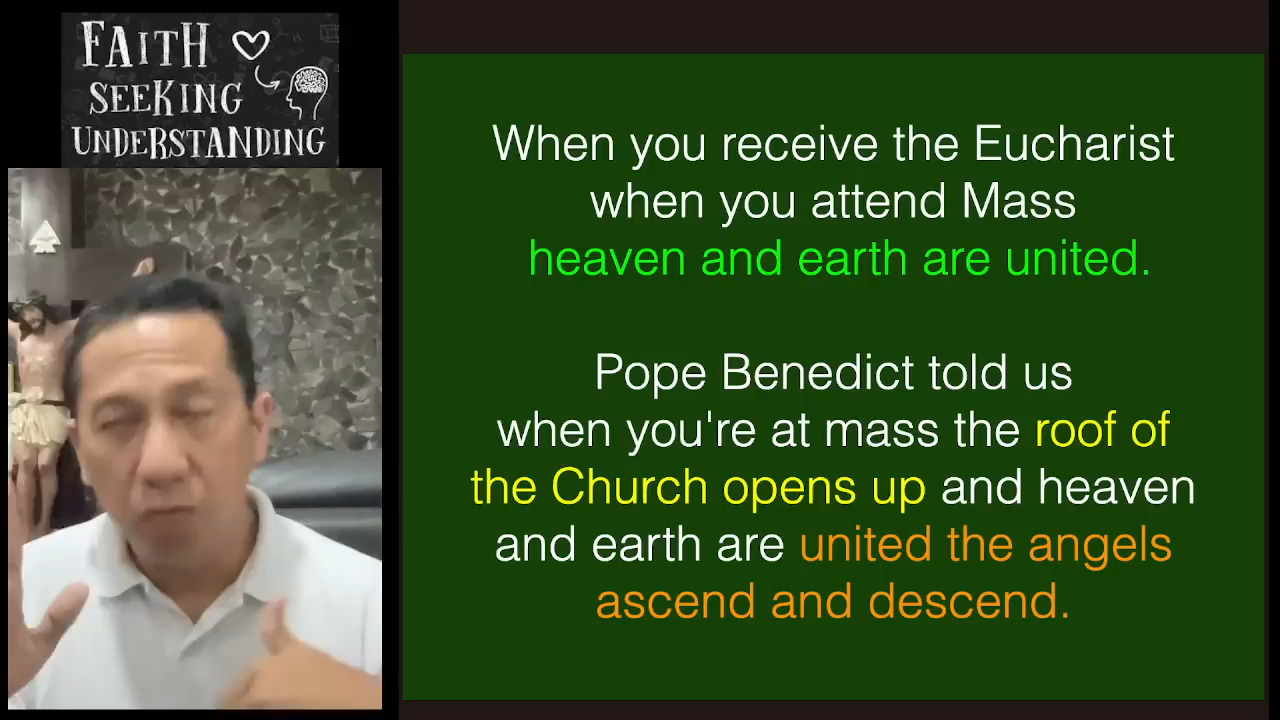 FAITH
SEEKING
UNDERSTANDING
When you receive the Eucharist
when you attend Mass
heaven and earth are united.
Pope Benedict told us
when you're at mass the roof of
the Church opens up and heaven
and earth are united the angels
ascend and descend.